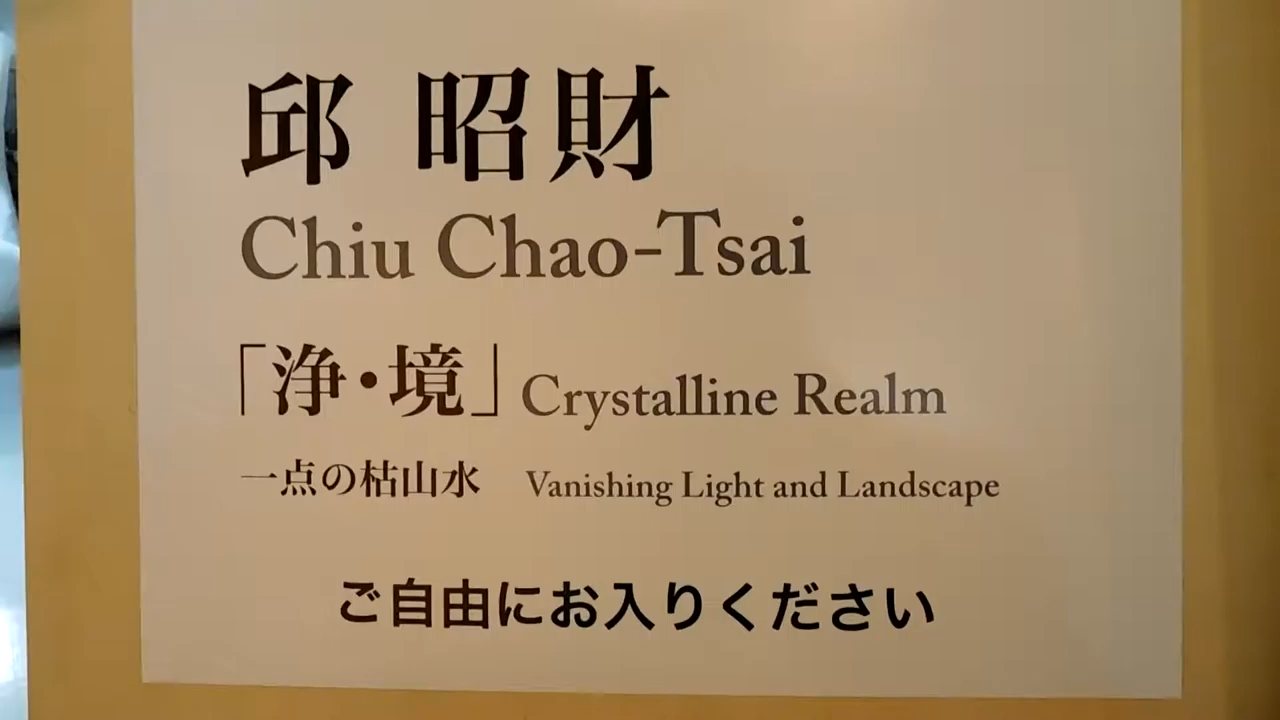 邱 昭財
Chiu Chao-Tsai
「浄・境」 Crystalline Realm
一点の枯山水 Vanishing Light and Landscape
ご自由にお入りください